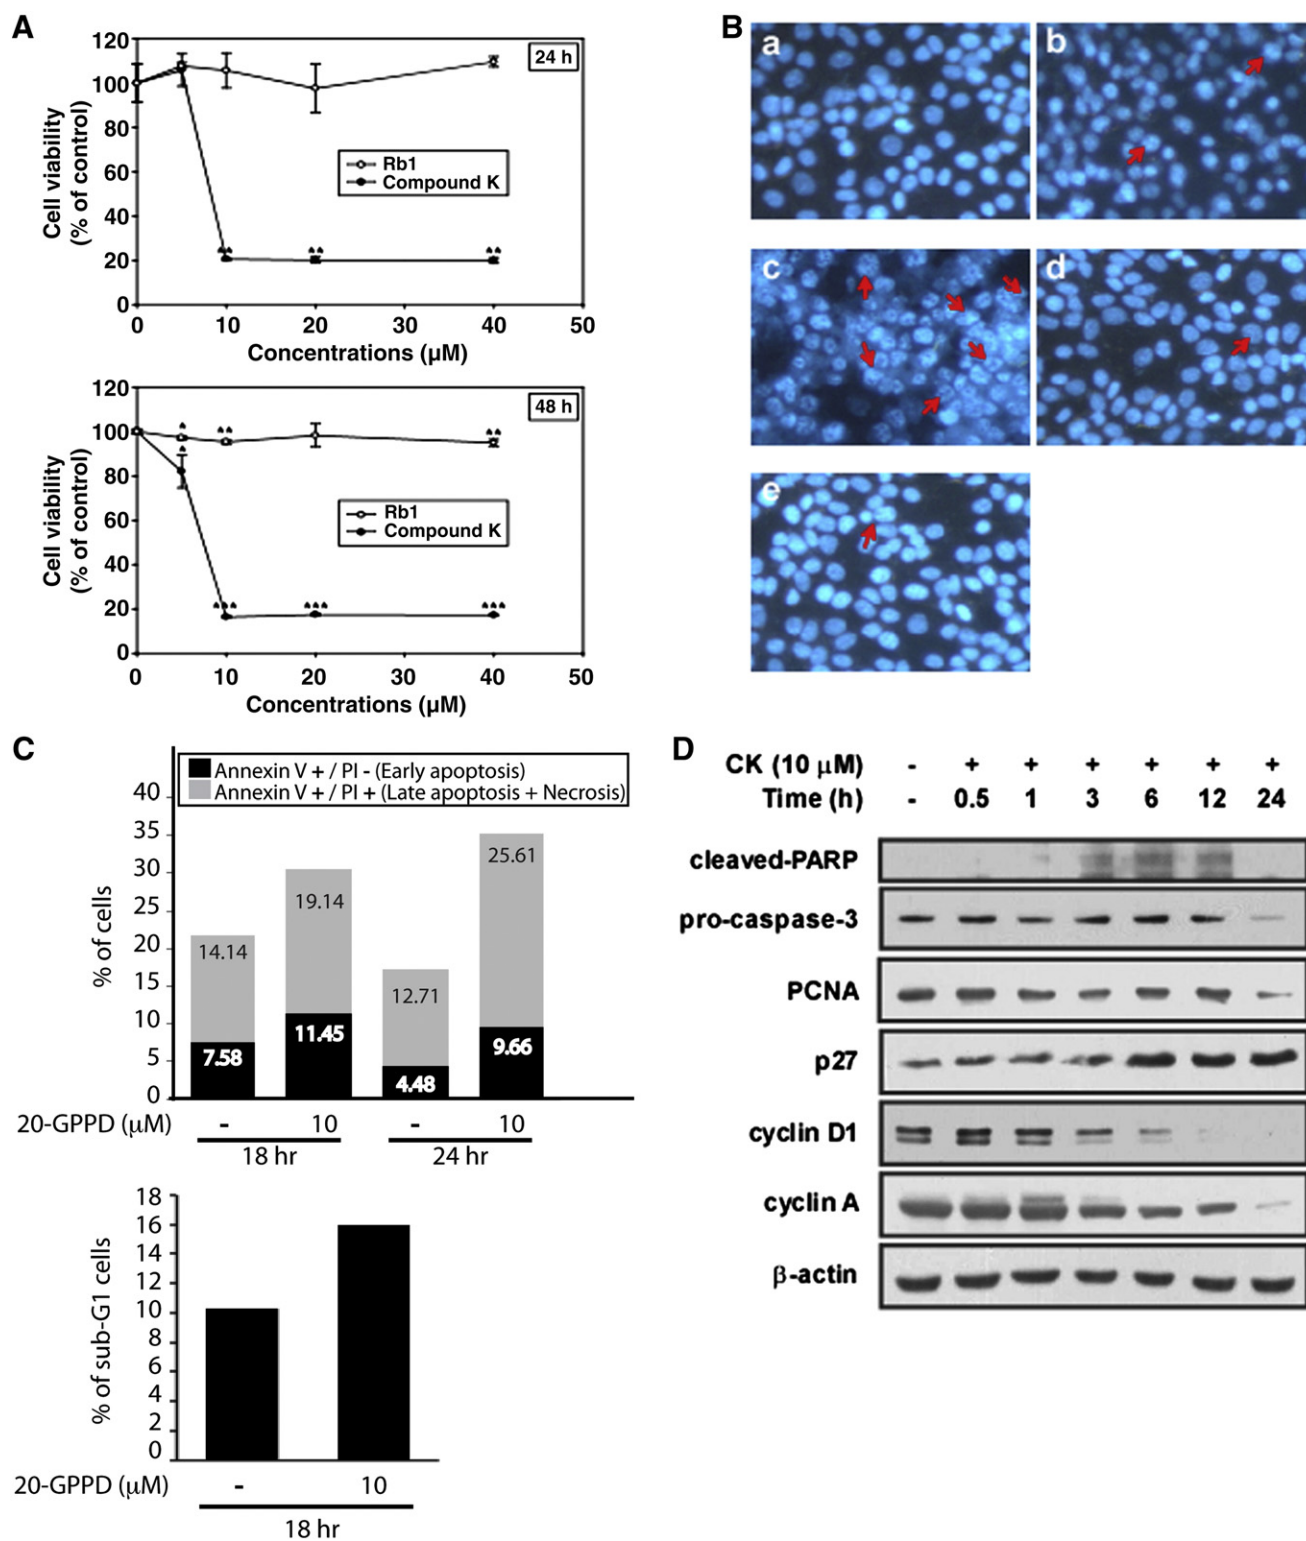 A
120
100
80
60
40
20
0
Cell viability
(% of control)
24 h
Rb1
Compound K
** ** **
0 10 20 30 40 50
Concentrations (µM)
120
100
80
60
40
20
0
Cell viability
(% of control)
48 h
* ** **
*
Rb1
Compound K
*** *** ***
0 10 20 30 40 50
Concentrations (µM)
B
a b
c d
e
C
Annexin V + / PI - (Early apoptosis)
Annexin V + / PI + (Late apoptosis + Necrosis)
40
35
30
25
20
15
10
5
0
% of cells
14.14 19.14 12.71 25.61
7.58 11.45 4.48 9.66
20-GPPD (µM) - 10 - 10
18 hr 24 hr
18
16
14
12
10
8
6
4
2
0
% of sub-G1 cells
20-GPPD (µM) - 10
18 hr
D
CK (10 µM) - + + + + + +
Time (h) - 0.5 1 3 6 12 24
cleaved-PARP
pro-caspase-3
PCNA
p27
cyclin D1
cyclin A
β-actin